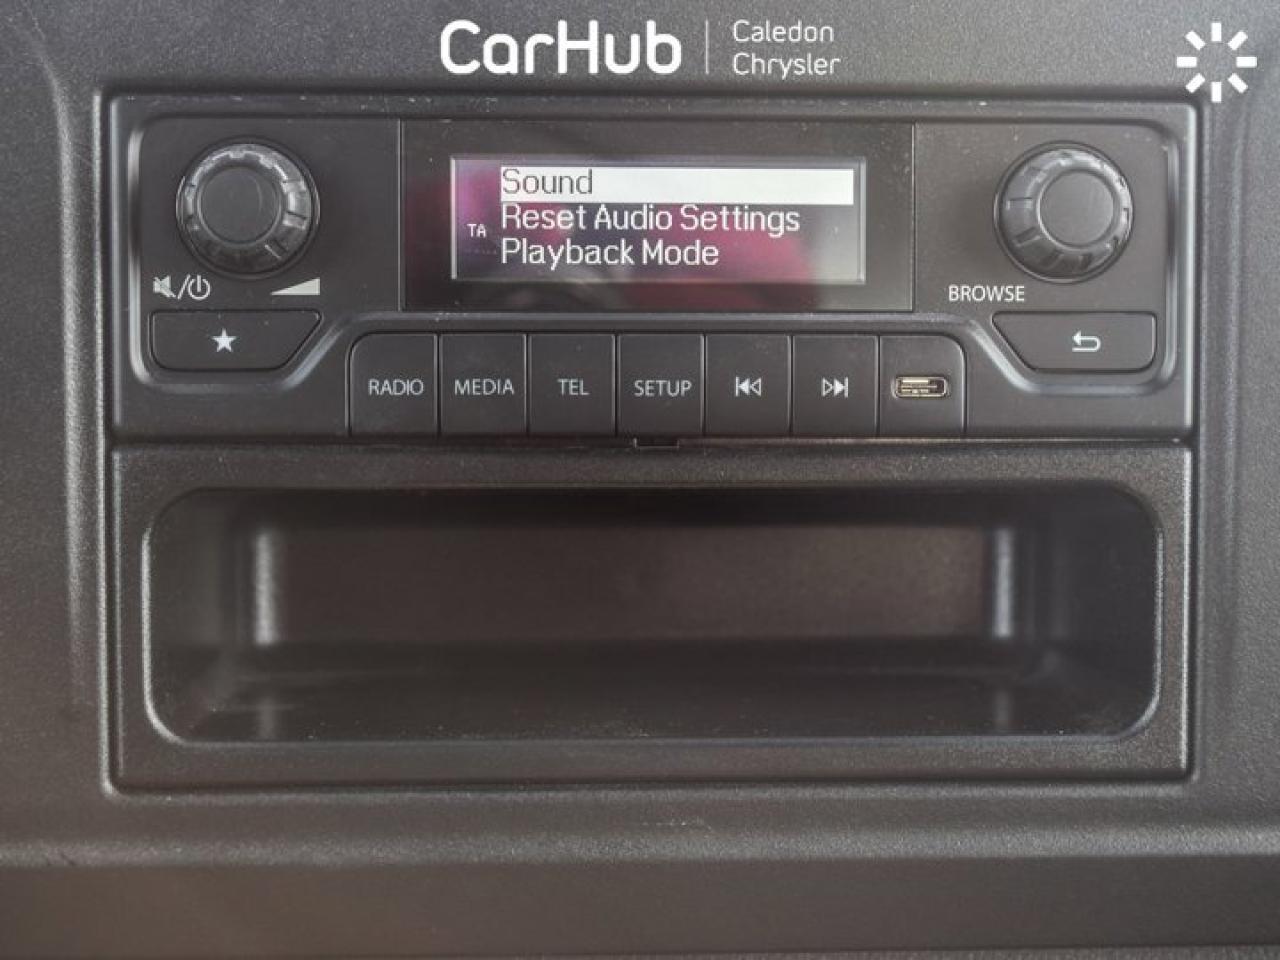 CarHub
Caledon
Chrysler
Sound
TA
Reset Audio Settings
Playback Mode
BROWSE
RADIO
MEDIA
TEL
SETUP